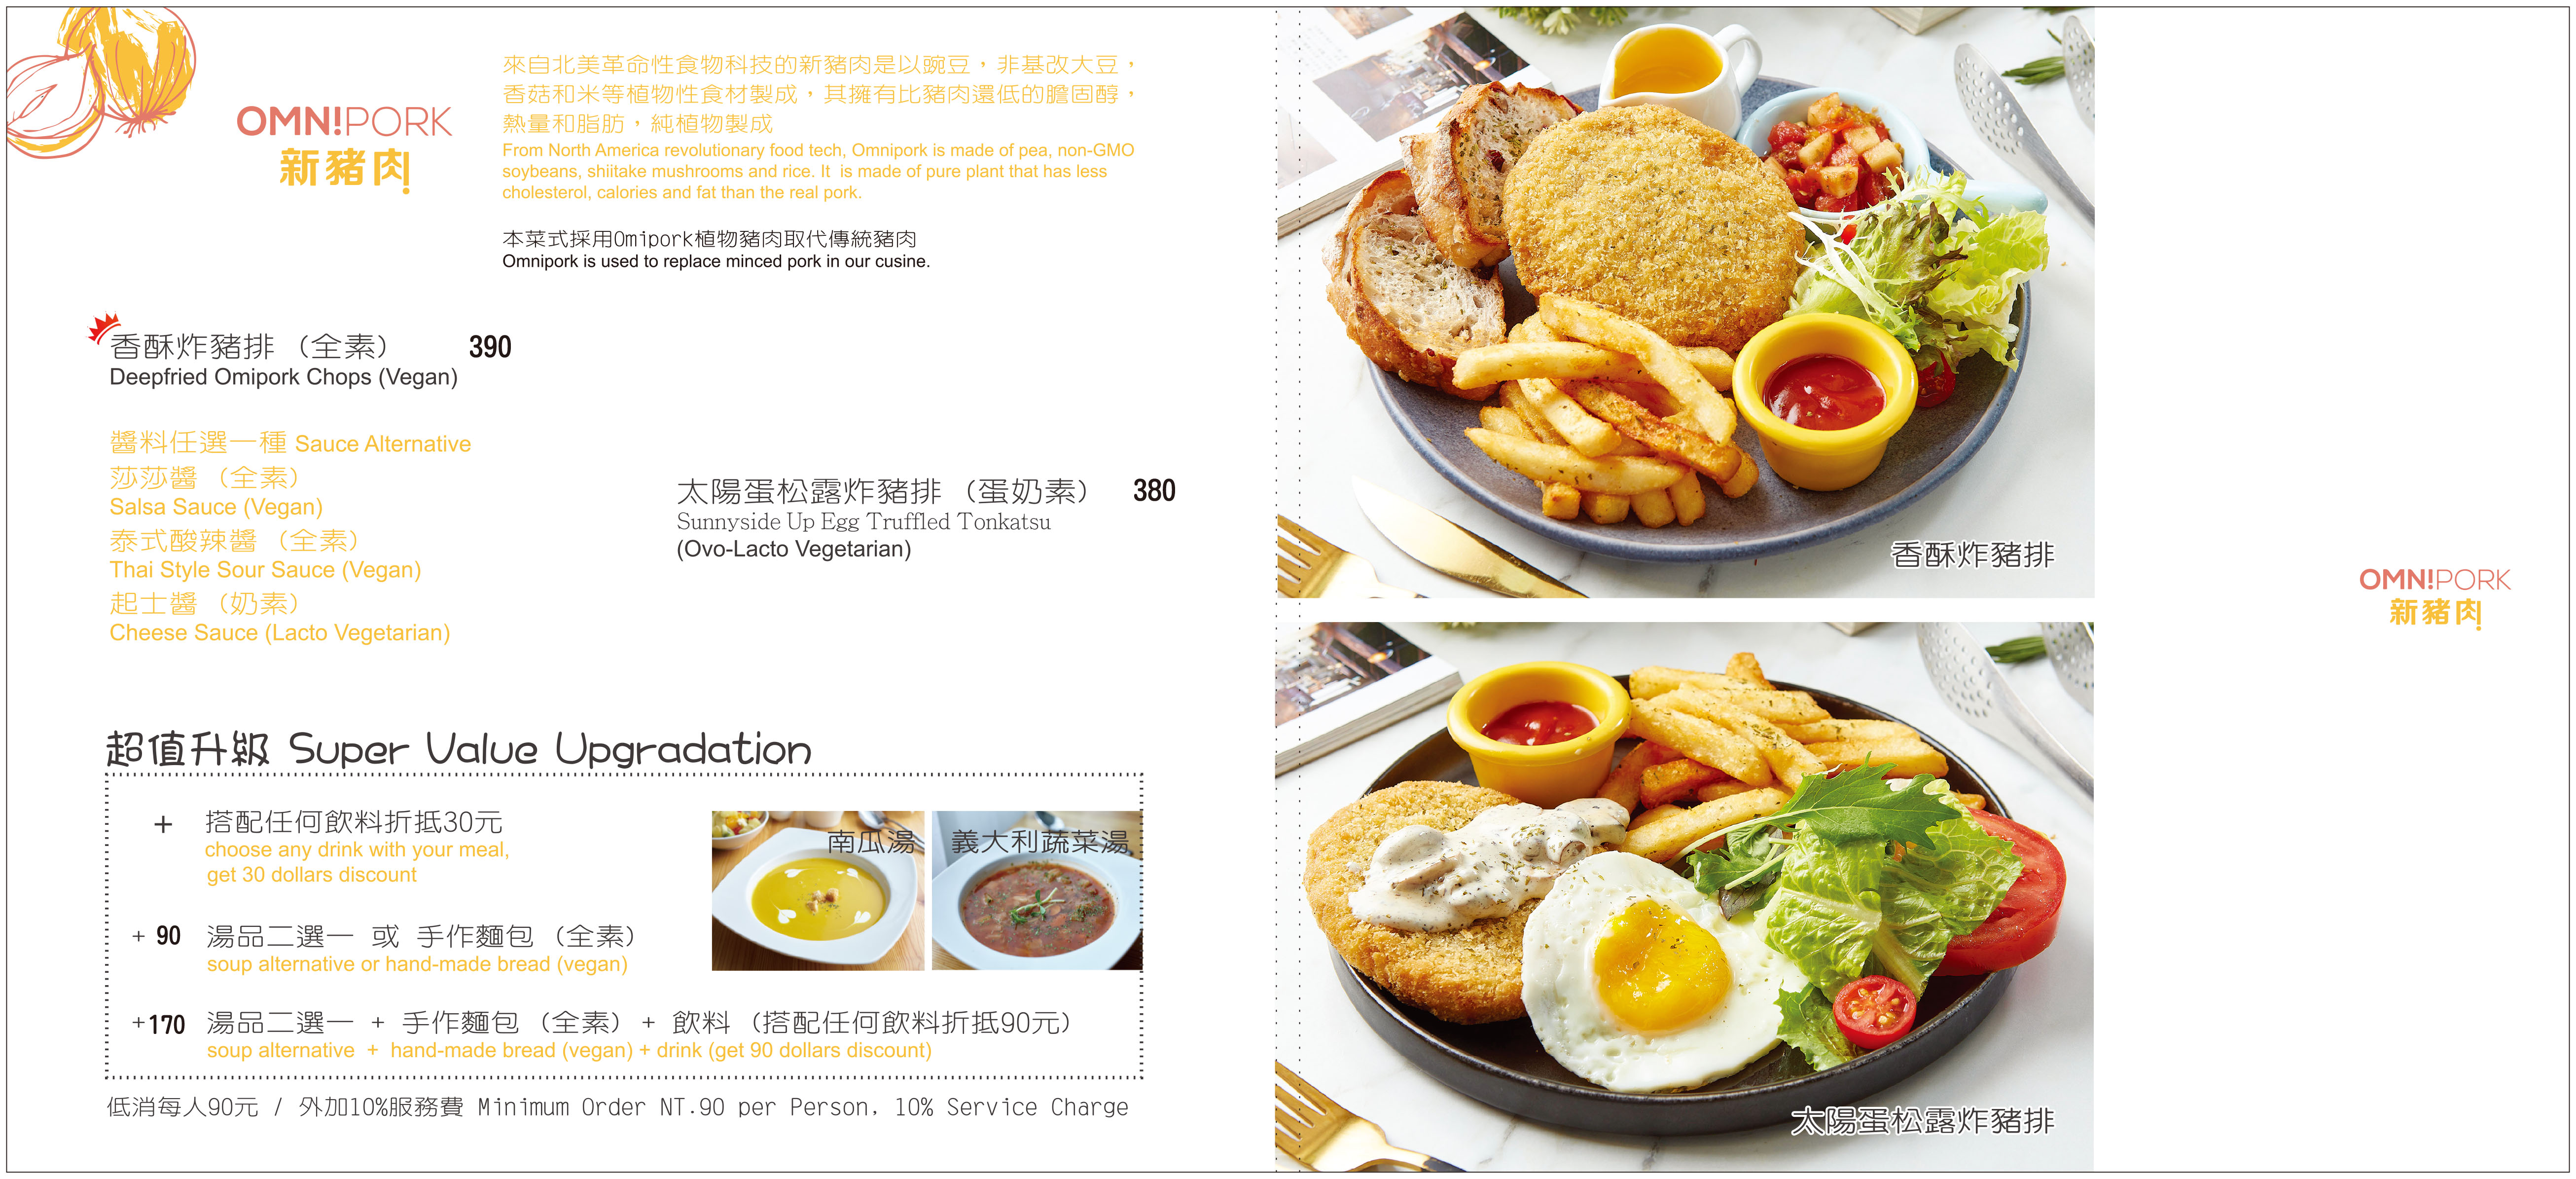 OMN!PORK
新豬肉
來自北美革命性食物科技的新豬肉是以豌豆，非基改大豆，
香菇和米等植物性食材製成，其擁有比豬肉還低的膽固醇，
熱量和脂肪，純植物製成
From North America revolutionary food tech, Omnipork is made of pea, non-GMO
soybeans, shiitake mushrooms and rice. It is made of pure plant that has less
cholesterol, calories and fat than the real pork.
本菜式採用Omipork植物豬肉取代傳統豬肉
Omnipork is used to replace minced pork in our cusine.
香酥炸豬排 (全素) 390
Deepfried Omipork Chops (Vegan)
醬料任選一種 Sauce Alternative
莎莎醬 (全素)
Salsa Sauce (Vegan)
泰式酸辣醬 (全素)
Thai Style Sour Sauce (Vegan)
起士醬 (奶素)
Cheese Sauce (Lacto Vegetarian)
太陽蛋松露炸豬排 (蛋奶素) 380
Sunnyside Up Egg Truffled Tonkatsu
(Ovo-Lacto Vegetarian)
超值升級 Super Value Upgradation
+ 搭配任何飲料折抵30元
choose any drink with your meal,
get 30 dollars discount
+ 90 湯品二選一 或 手作麵包 (全素)
soup alternative or hand-made bread (vegan)
+170 湯品二選一 + 手作麵包 (全素) + 飲料 (搭配任何飲料折抵90元)
soup alternative + hand-made bread (vegan) + drink (get 90 dollars discount)
南瓜湯
義大利蔬菜湯
低消每人90元 / 外加10%服務費 Minimum Order NT.90 per Person, 10% Service Charge
香酥炸豬排
太陽蛋松露炸豬排
OMN!PORK
新豬肉